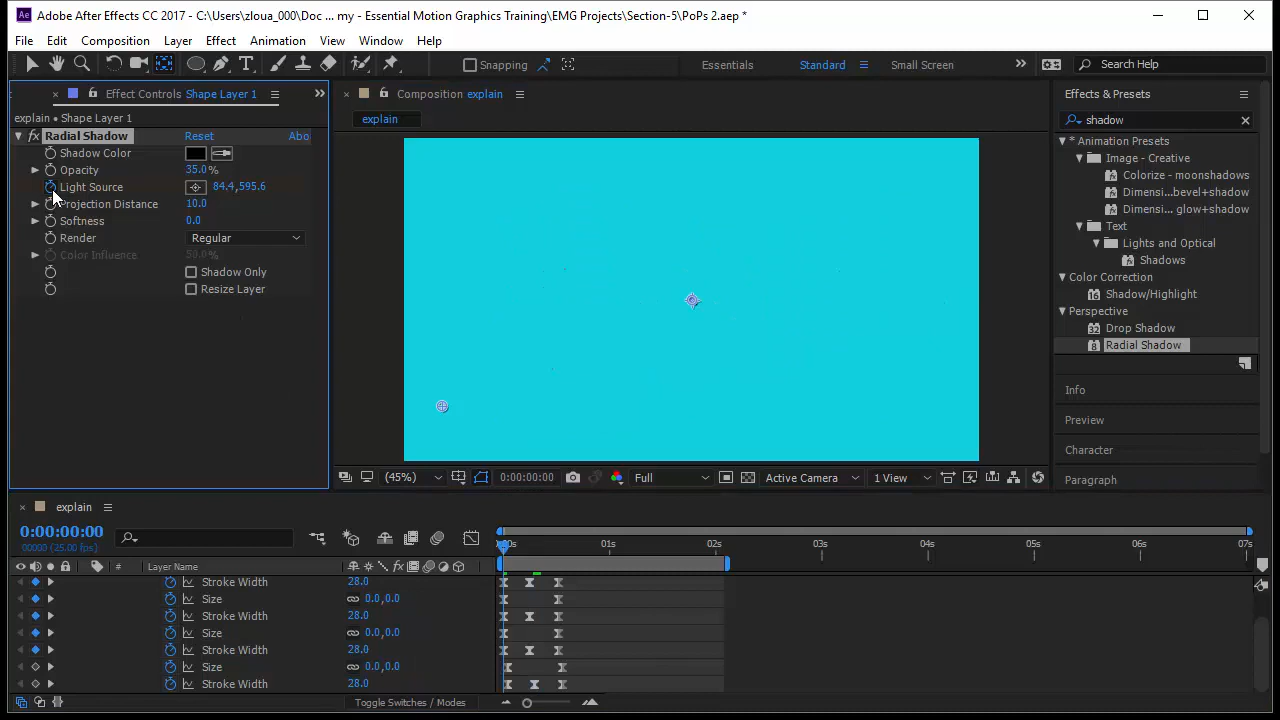 Adobe After Effects CC 2017 - C:\Users\zloua_000\Doc ... my - Essential Motion Graphics Training\EMG Projects\Section-5\PoPs 2.aep *
File Edit Composition Layer Effect Animation View Window Help
Snapping Essentials Standard Small Screen Search Help
Effect Controls Shape Layer 1
explain • Shape Layer 1
fx Radial Shadow Reset Abo
Shadow Color
Opacity 35.0%
Light Source 84.4,595.6
Projection Distance 10.0
Softness 0.0
Render Regular
Color Influence 50.0%
Shadow Only
Resize Layer
Composition explain
explain
(45%) 0:00:00:00 Full Active Camera 1 View
Effects & Presets
shadow
* Animation Presets
Image - Creative
Colorize - moonshadows
Dimensi...bevel+shadow
Dimensi... glow+shadow
Text
Lights and Optical
Shadows
Color Correction
Shadow/Highlight
Perspective
Drop Shadow
Radial Shadow
Info
Preview
Character
Paragraph
explain
0:00:00:00
00000 (25.00 fps)
01s 02s 03s 04s 05s 06s 07s
# Layer Name
Stroke Width 28.0
Size 0.0,0.0
Stroke Width 28.0
Size 0.0,0.0
Stroke Width 28.0
Size 0.0,0.0
Stroke Width 28.0
Toggle Switches / Modes